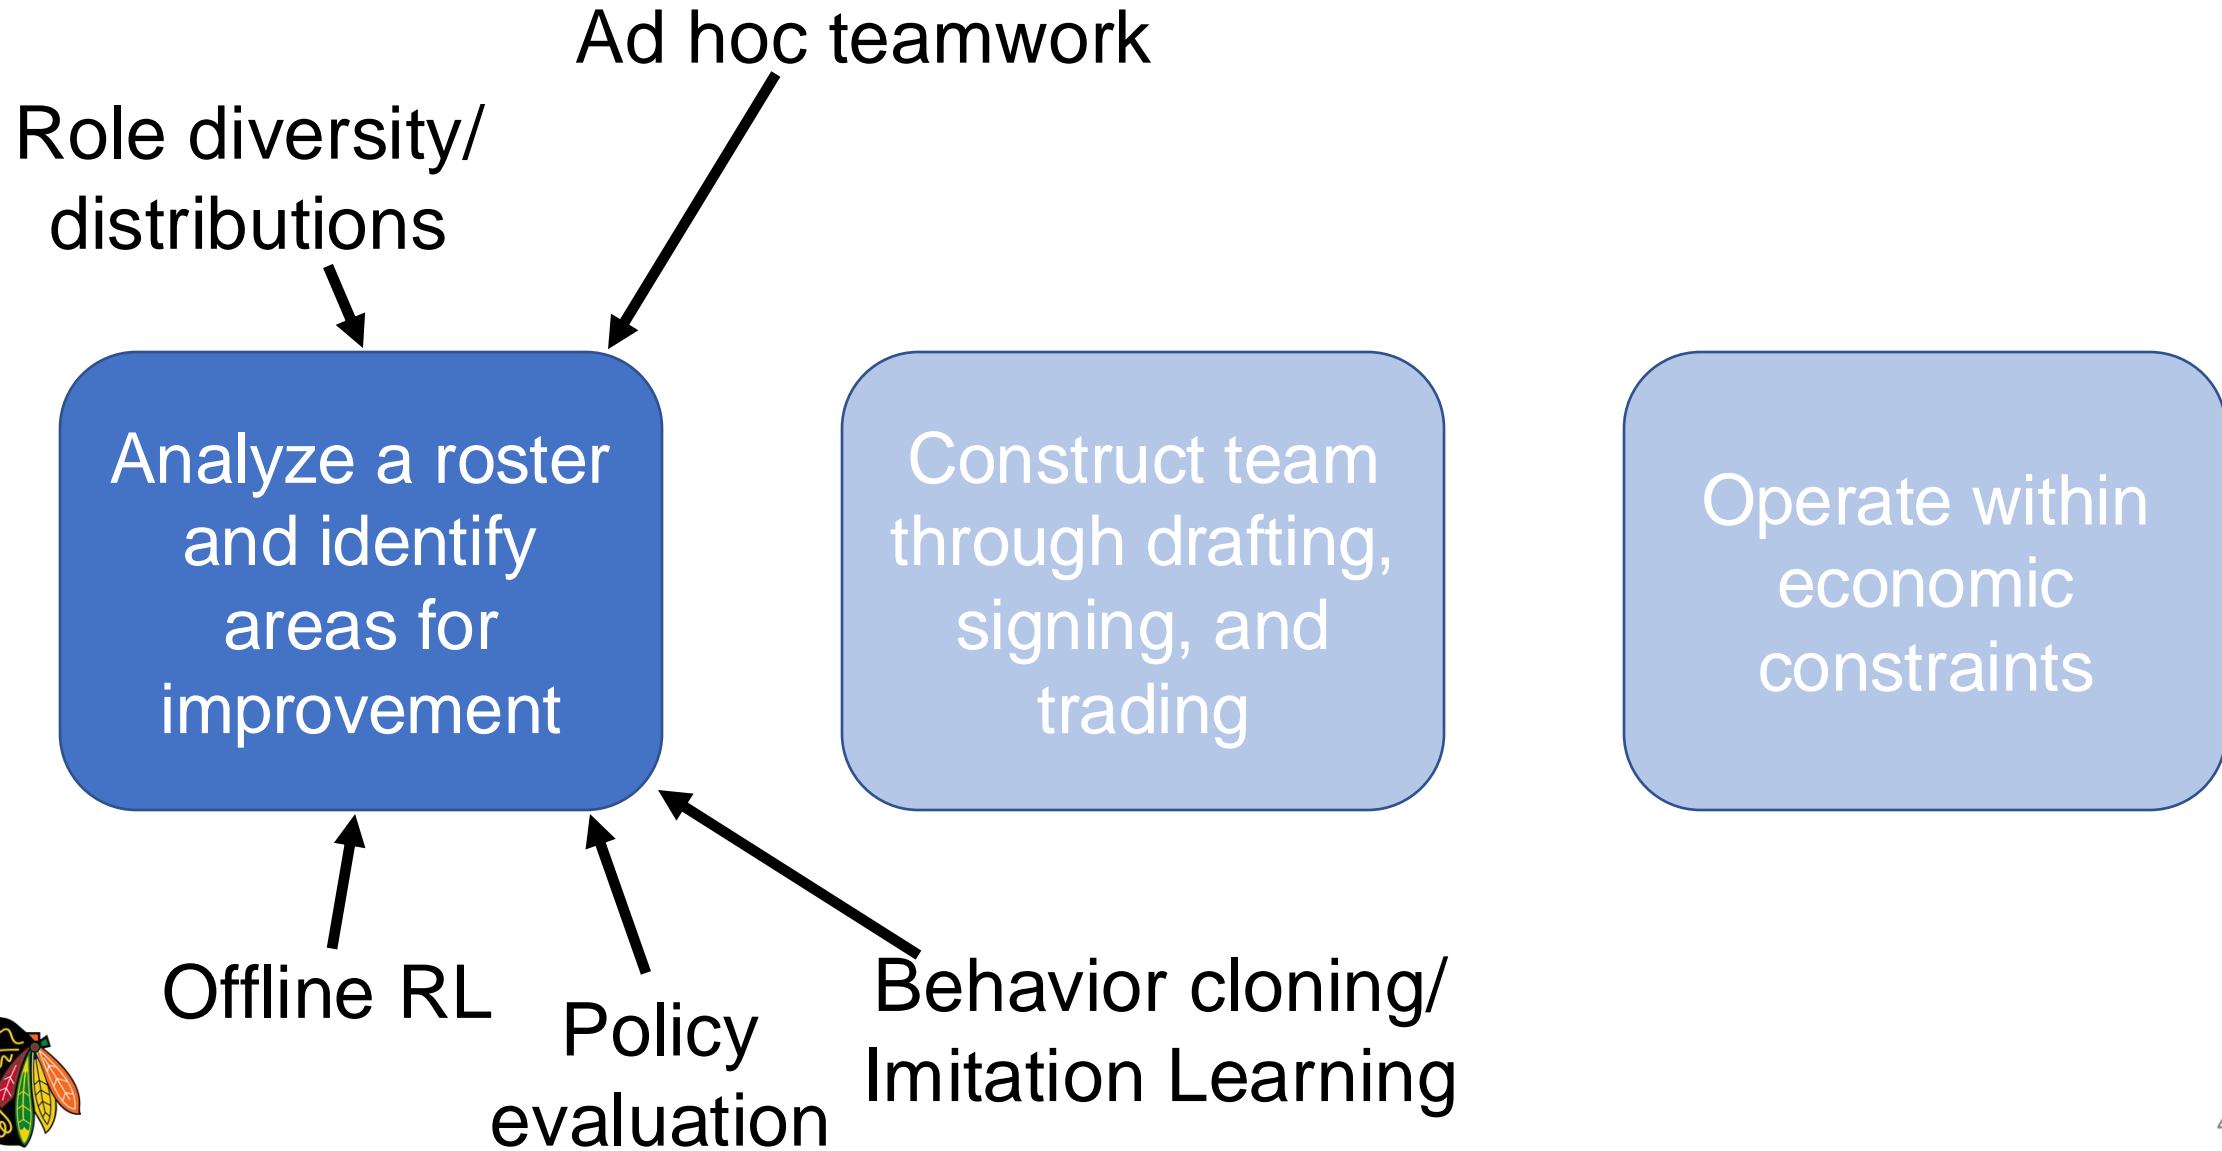 Ad hoc teamwork
Role diversity/
distributions
Analyze a roster
and identify
areas for
improvement
Construct team
through drafting,
signing, and
trading
Operate within
economic
constraints
Offline RL
Policy
evaluation
Behavior cloning/
Imitation Learning